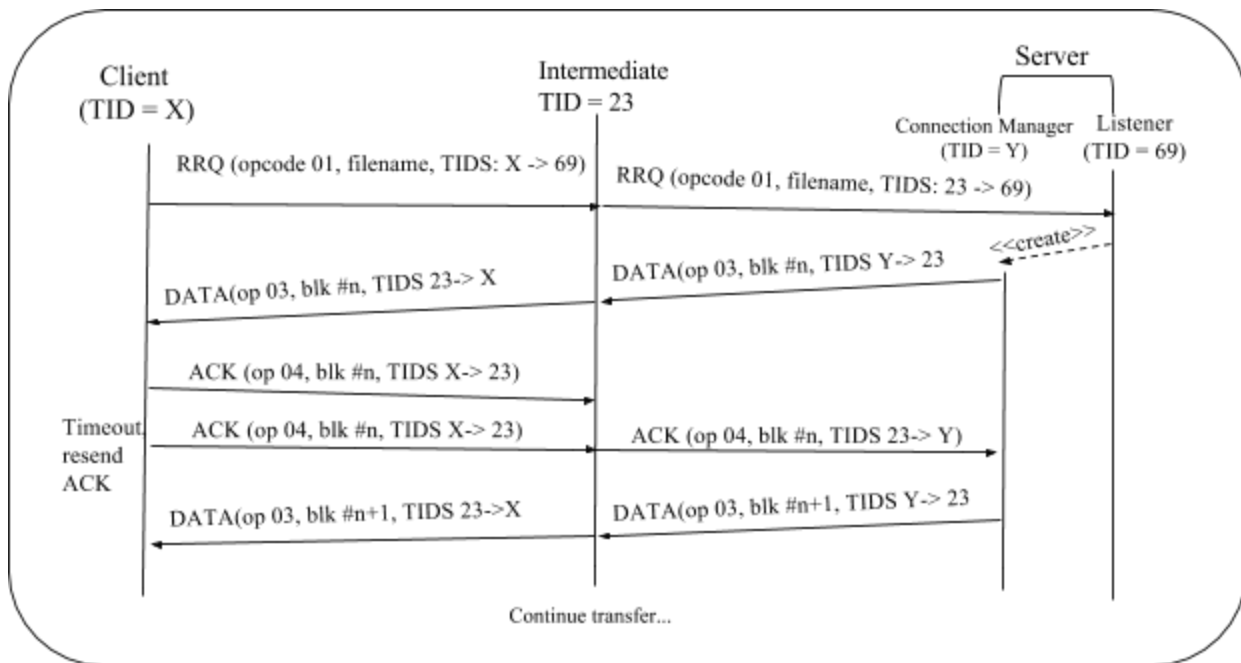 Server
Client
(TID = X)
Intermediate
TID = 23
Connection Manager
(TID = Y)
Listener
(TID = 69)
RRQ (opcode 01, filename, TIDS: X -> 69)
RRQ (opcode 01, filename, TIDS: 23 -> 69)
<<create>>
DATA(op 03, blk #n, TIDS Y-> 23
DATA(op 03, blk #n, TIDS 23-> X
ACK (op 04, blk #n, TIDS X-> 23)
Timeout,
resend
ACK
ACK (op 04, blk #n, TIDS X-> 23)
ACK (op 04, blk #n, TIDS 23-> Y)
DATA(op 03, blk #n+1, TIDS Y-> 23
DATA(op 03, blk #n+1, TIDS 23->X
Continue transfer...